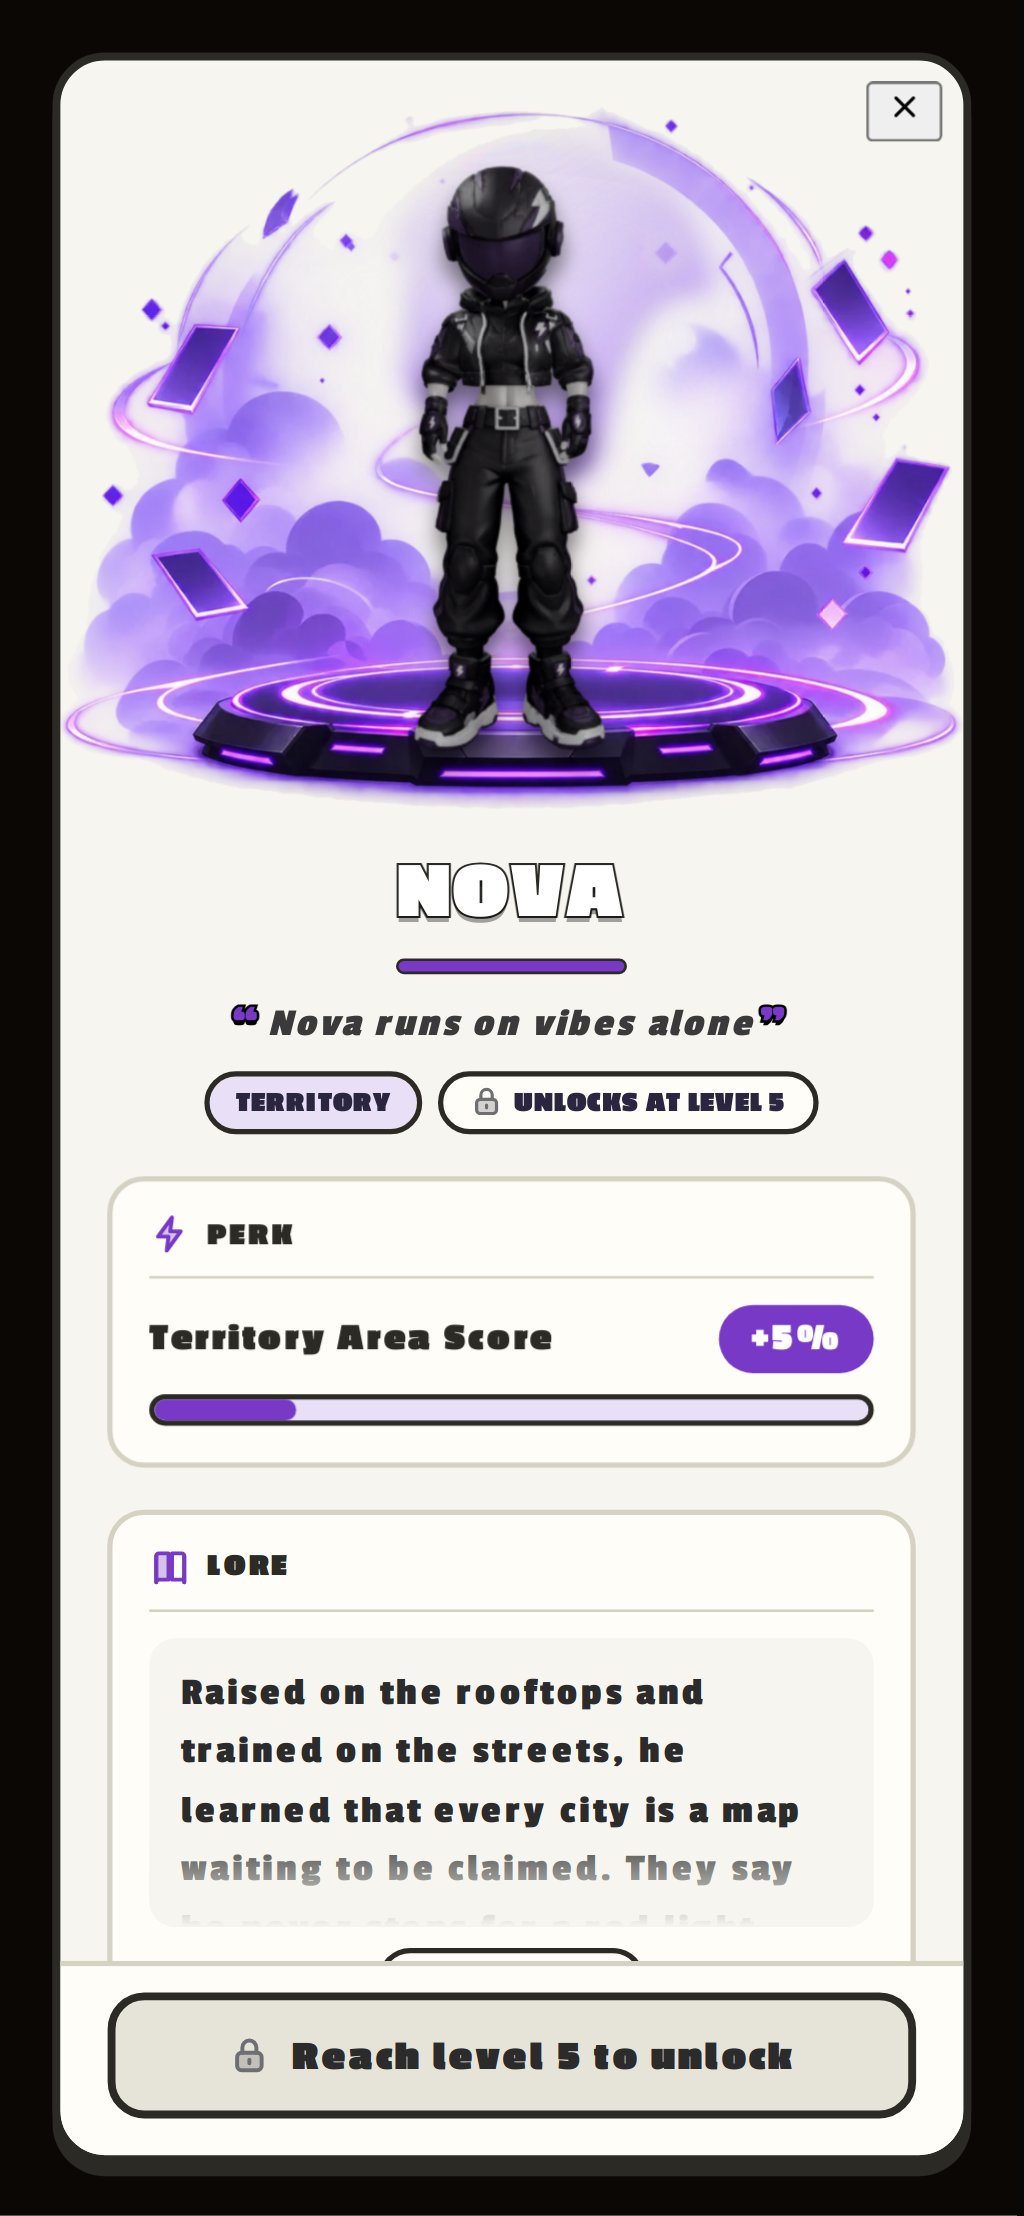 NOVA
❝ Nova runs on vibes alone ❞
TERRITORY
UNLOCKS AT LEVEL 5
PERK
Territory Area Score
+5%
LORE
Raised on the rooftops and
trained on the streets, he
learned that every city is a map
waiting to be claimed. They say
Reach level 5 to unlock